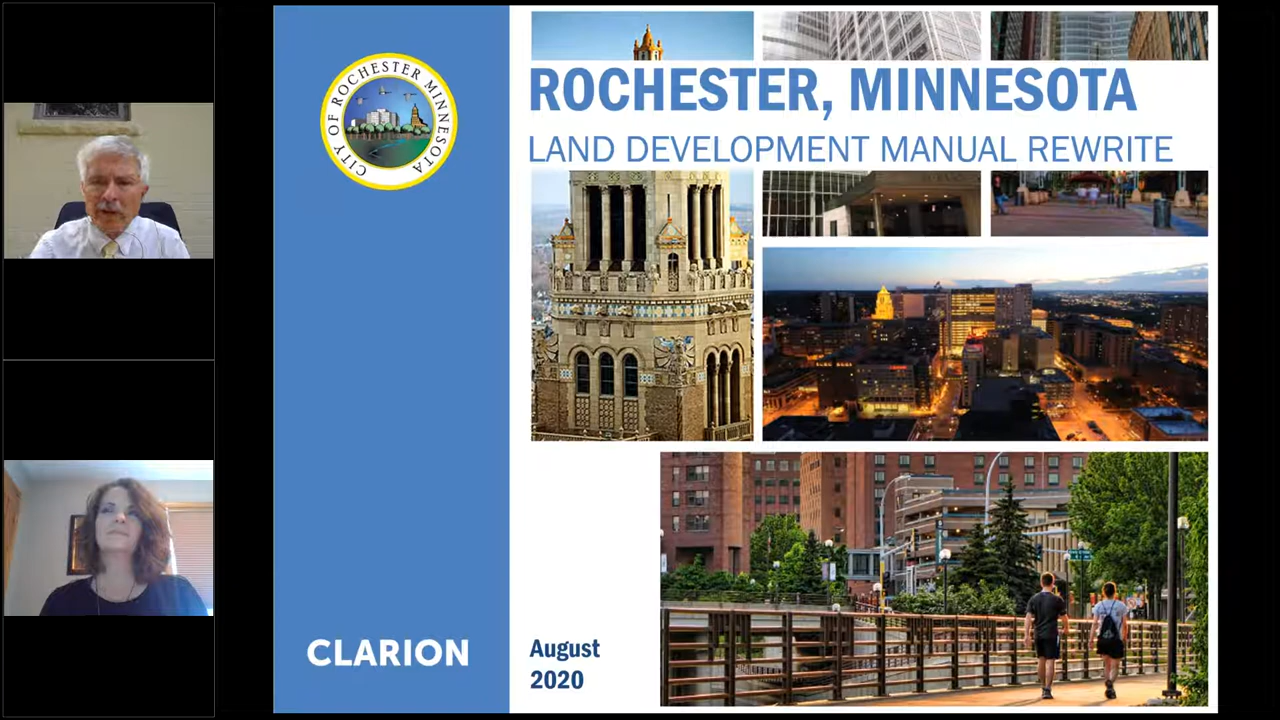 CITY OF ROCHESTER MINNESOTA
ROCHESTER, MINNESOTA
LAND DEVELOPMENT MANUAL REWRITE
CLARION
August
2020